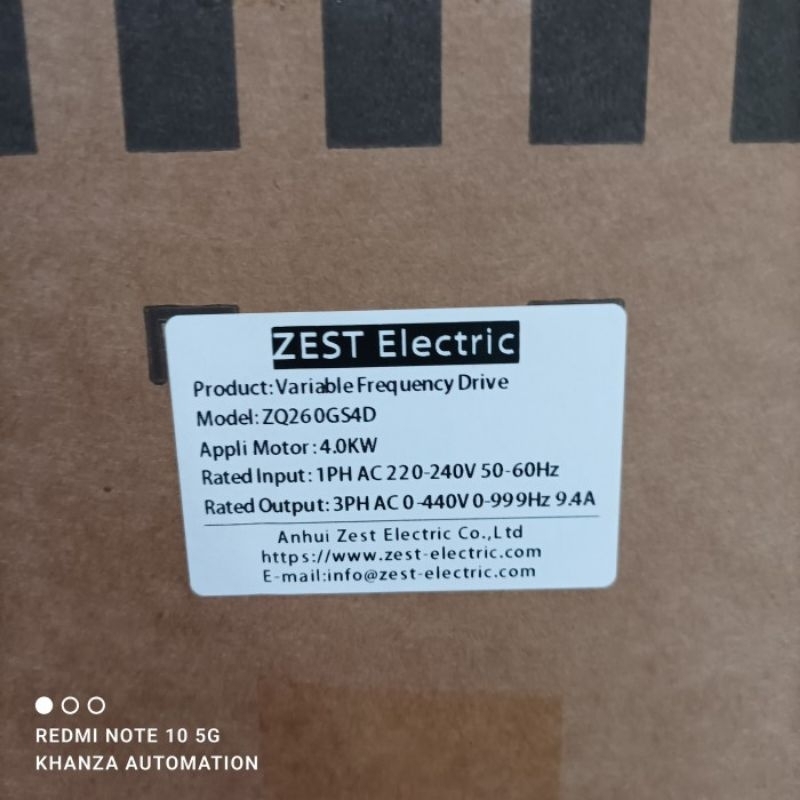 ZEST Electric
Product: Variable Frequency Drive
Model: ZQ260GS4D
Appli Motor: 4.0KW
Rated Input: 1PH AC 220-240V 50-60Hz
Rated Output: 3PH AC 0-440V 0-999Hz 9.4A
Anhui Zest Electric Co.,Ltd
https://www.zest-electric.com
E-mail:info@zest-electric.com
REDMI NOTE 10 5G
KHANZA AUTOMATION